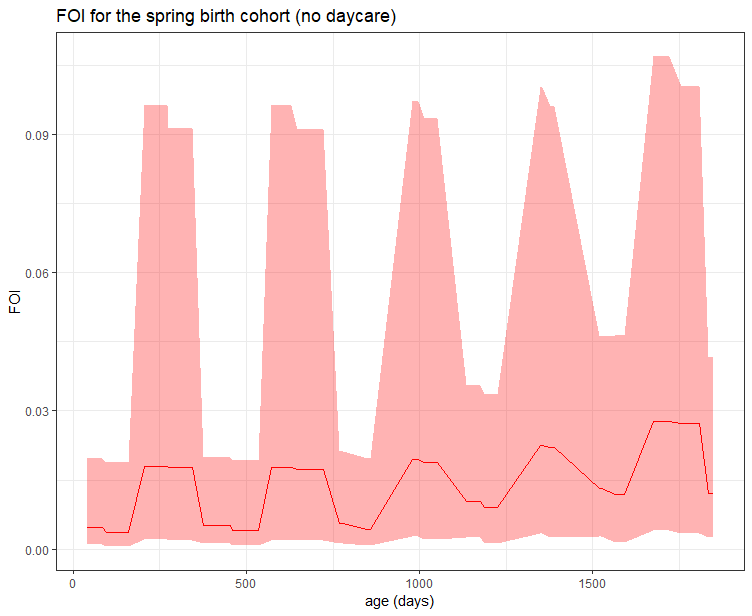 FOI for the spring birth cohort (no daycare)
FOI
0.09
0.06
0.03
0.00
0 500 1000 1500
age (days)